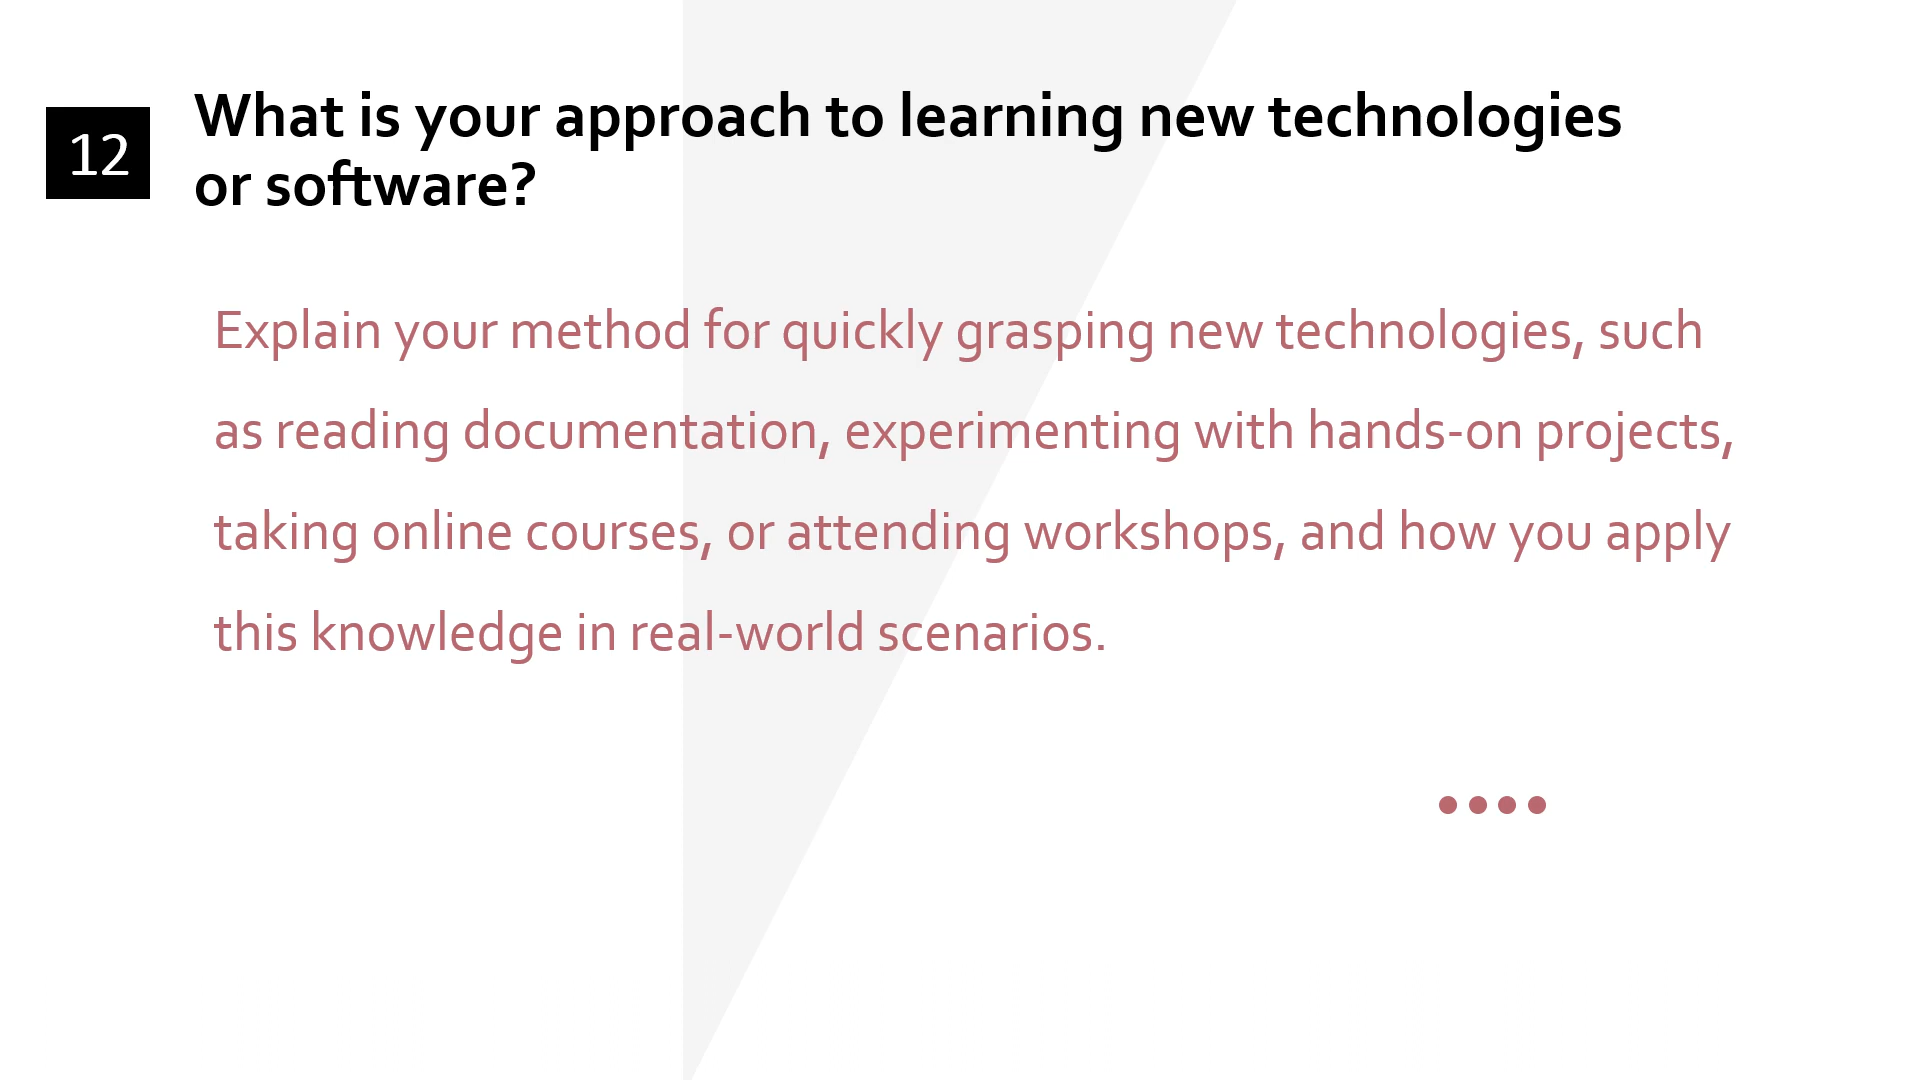 12
What is your approach to learning new technologies
or software?
Explain your method for quickly grasping new technologies, such
as reading documentation, experimenting with hands-on projects,
taking online courses, or attending workshops, and how you apply
this knowledge in real-world scenarios.